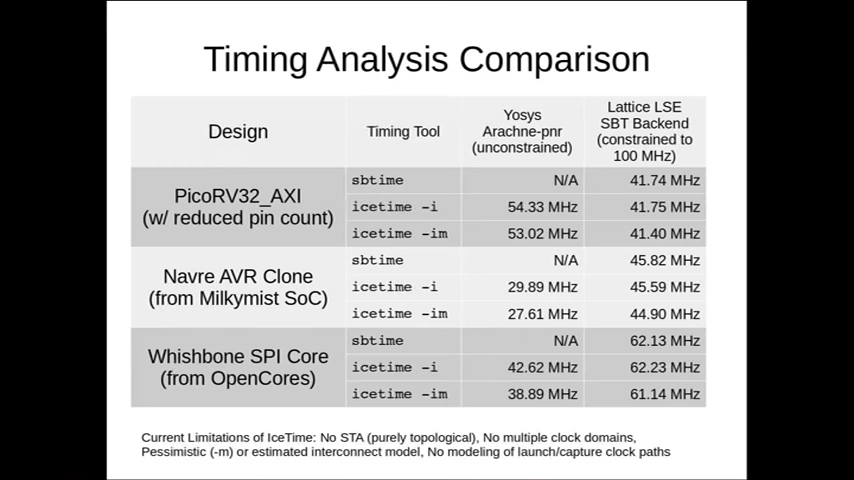 Timing Analysis Comparison
Design
Timing Tool
Yosys
Arachne-pnr
(unconstrained)
Lattice LSE
SBT Backend
(constrained to
100 MHz)
PicoRV32_AXI
(w/ reduced pin count)
sbtime N/A 41.74 MHz
icetime -i 54.33 MHz 41.75 MHz
icetime -im 53.02 MHz 41.40 MHz
Navre AVR Clone
(from Milkymist SoC)
sbtime N/A 45.82 MHz
icetime -i 29.89 MHz 45.59 MHz
icetime -im 27.61 MHz 44.90 MHz
Whishbone SPI Core
(from OpenCores)
sbtime N/A 62.13 MHz
icetime -i 42.62 MHz 62.23 MHz
icetime -im 38.89 MHz 61.14 MHz
Current Limitations of IceTime: No STA (purely topological), No multiple clock domains,
Pessimistic (-m) or estimated interconnect model, No modeling of launch/capture clock paths